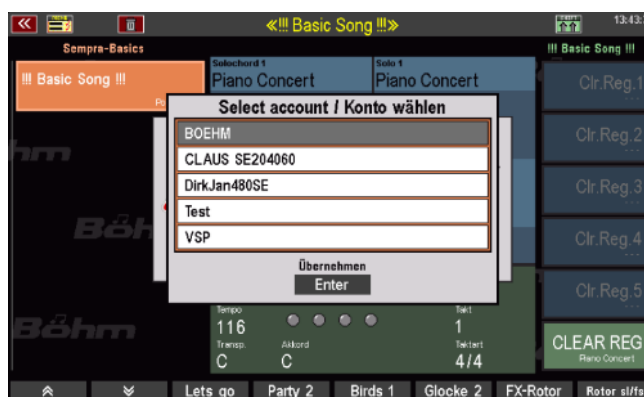 «!!! Basic Song !!!»
13:43:
Sempra-Basics
!!! Basic Song !!!
!!! Basic Song !!!
Solochord 1
Piano Concert
Solo 1
Piano Concert
Clr.Reg.1
Select account / Konto wählen
BOEHM
CLAUS SE204060
DirkJan480SE
Test
VSP
Übernehmen
Enter
Clr.Reg.2
Clr.Reg.3
Clr.Reg.4
Clr.Reg.5
Böh
Böhm
Tempo
116
Takt
1
Transp.
C
Akkord
C
Taktart
4/4
CLEAR REG
Piano Concert
Lets go
Party 2
Birds 1
Glocke 2
FX-Rotor
Rotor sl/fs